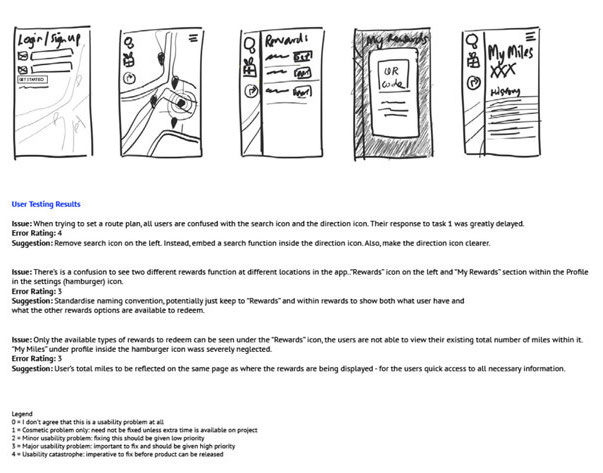 Login/Sign up
GET STARTED
Rewards
My Rewards
QR
code
My Miles
XXX
History
User Testing Results
Issue: When trying to set a route plan, all users are confused with the search icon and the direction icon. Their response to task 1 was greatly delayed.
Error Rating: 4
Suggestion: Remove search icon on the left. Instead, embed a search function inside the direction icon. Also, make the direction icon clearer.
Issue: There's is a confusion to see two different rewards function at different locations in the app. "Rewards" icon on the left and "My Rewards" section within the Profile
in the settings (hamburger) icon.
Error Rating: 3
Suggestion: Standardise naming convention, potentially just keep to "Rewards" and within rewards to show both what user have and
what the other rewards options are available to redeem.
Issue: Only the available types of rewards to redeem can be seen under the "Rewards" icon, the users are not able to view their existing total number of miles within it.
"My Miles" under profile inside the hamburger icon wass severely neglected.
Error Rating: 3
Suggestion: User's total miles to be reflected on the same page as where the rewards are being displayed - for the users quick access to all necessary information.
Legend
0 = I don't agree that this is a usability problem at all
1 = Cosmetic problem only: need not be fixed unless extra time is available on project
2 = Minor usability problem: fixing this should be given low priority
3 = Major usability problem: important to fix and should be given high priority
4 = Usability catastrophe: imperative to fix before product can be released